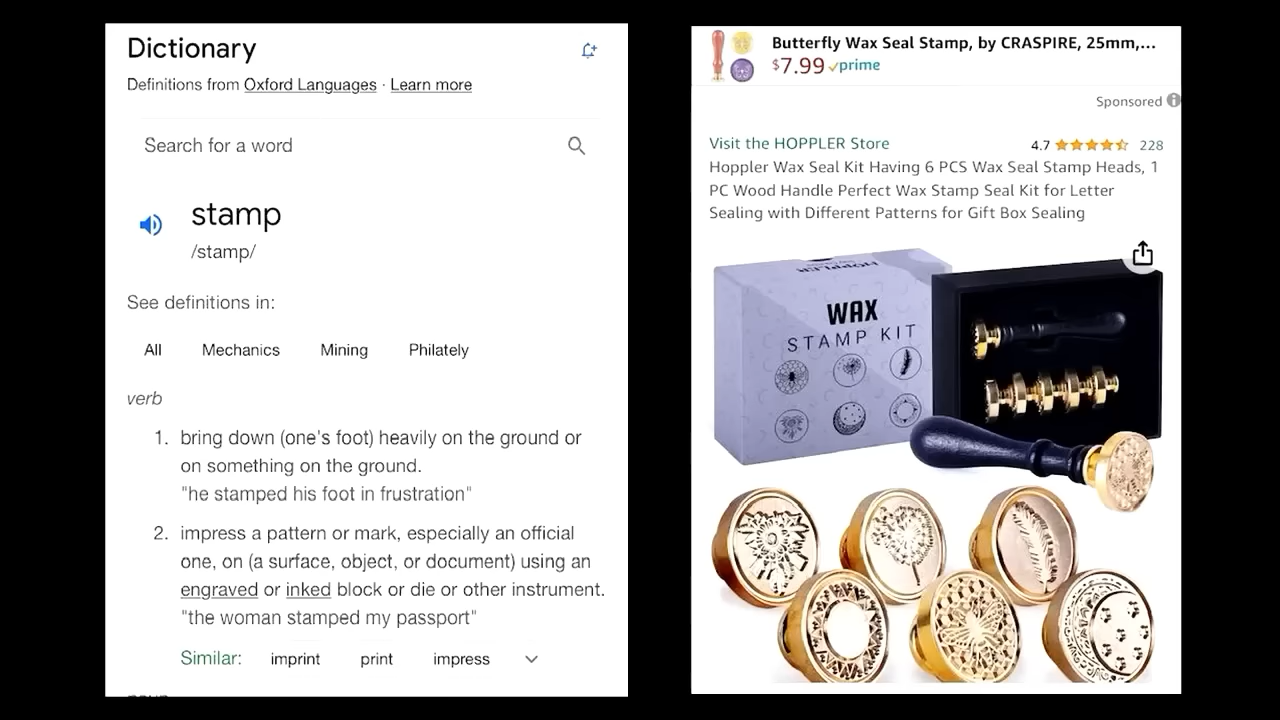 Dictionary
Definitions from Oxford Languages · Learn more
Search for a word
stamp
/stamp/
See definitions in:
All Mechanics Mining Philately
verb
1. bring down (one's foot) heavily on the ground or
on something on the ground.
"he stamped his foot in frustration"
2. impress a pattern or mark, especially an official
one, on (a surface, object, or document) using an
engraved or inked block or die or other instrument.
"the woman stamped my passport"
Similar: imprint print impress
Butterfly Wax Seal Stamp, by CRASPIRE, 25mm,...
$7.99 prime
Sponsored
Visit the HOPPLER Store 4.7 228
Hoppler Wax Seal Kit Having 6 PCS Wax Seal Stamp Heads, 1
PC Wood Handle Perfect Wax Stamp Seal Kit for Letter
Sealing with Different Patterns for Gift Box Sealing
HOPPLER
WAX
STAMP KIT